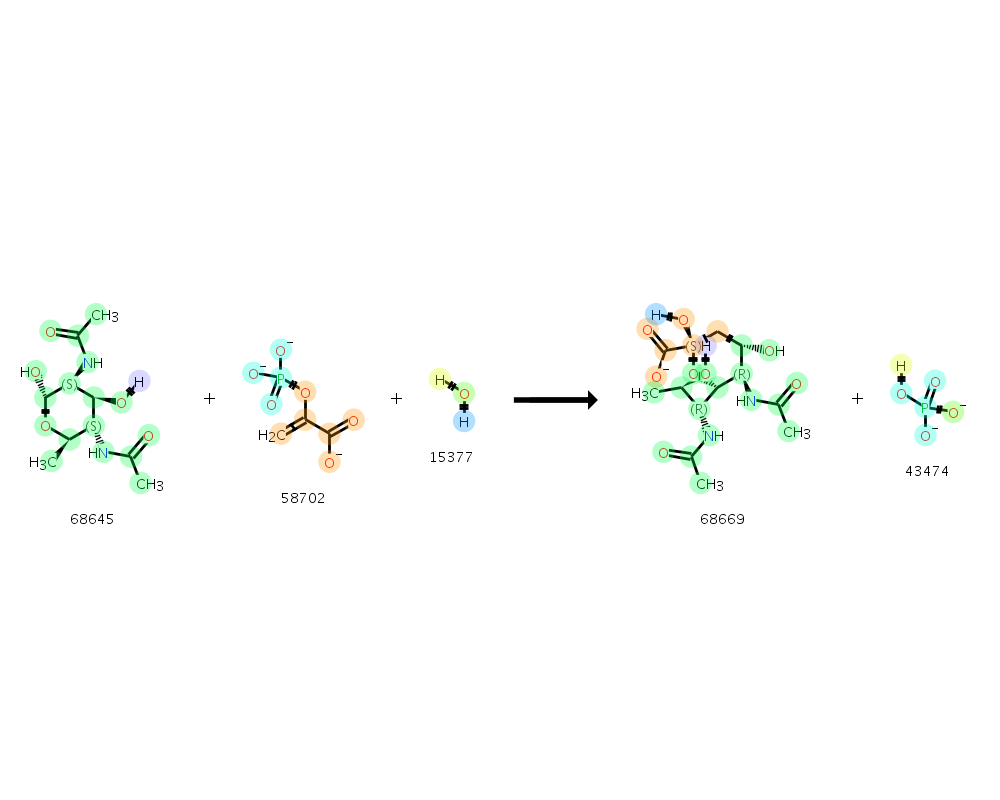 CH3
O
NH
HO
(S)
H
O
O
(S)
O
HN
H3C
CH3
68645
+
O−
O−
P
O
O
H2C
O
O−
58702
+
H
O
H
15377
H
O
O
(S)
H
OH
O−
O
O
(R)
H3C
HN
O
(R)
NH
CH3
O
CH3
68669
+
H
O
O
P
O−
O−
43474